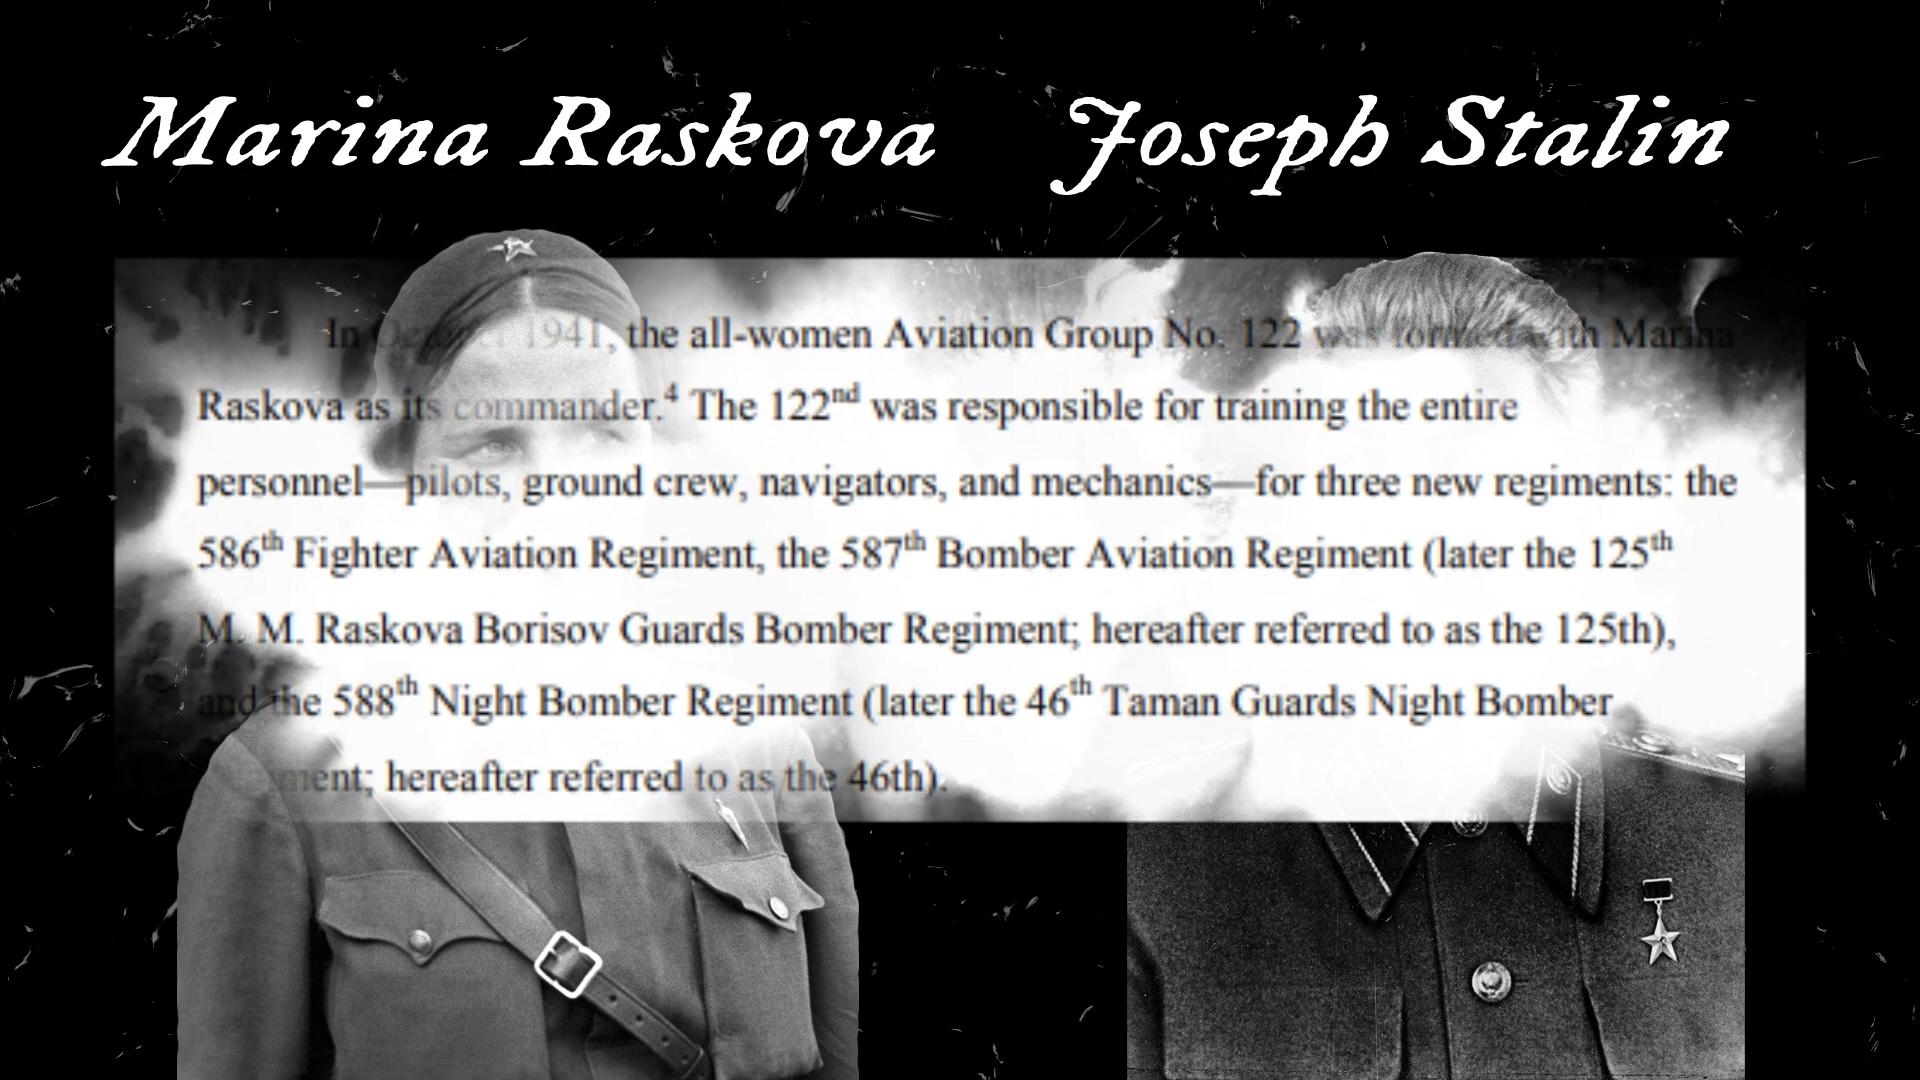 Marina Raskova Joseph Stalin
In October 1941, the all-women Aviation Group No. 122 was formed with Marina
Raskova as its commander.4 The 122nd was responsible for training the entire
personnel—pilots, ground crew, navigators, and mechanics—for three new regiments: the
586th Fighter Aviation Regiment, the 587th Bomber Aviation Regiment (later the 125th
M. M. Raskova Borisov Guards Bomber Regiment; hereafter referred to as the 125th),
and the 588th Night Bomber Regiment (later the 46th Taman Guards Night Bomber
hereafter referred to as the 46th).